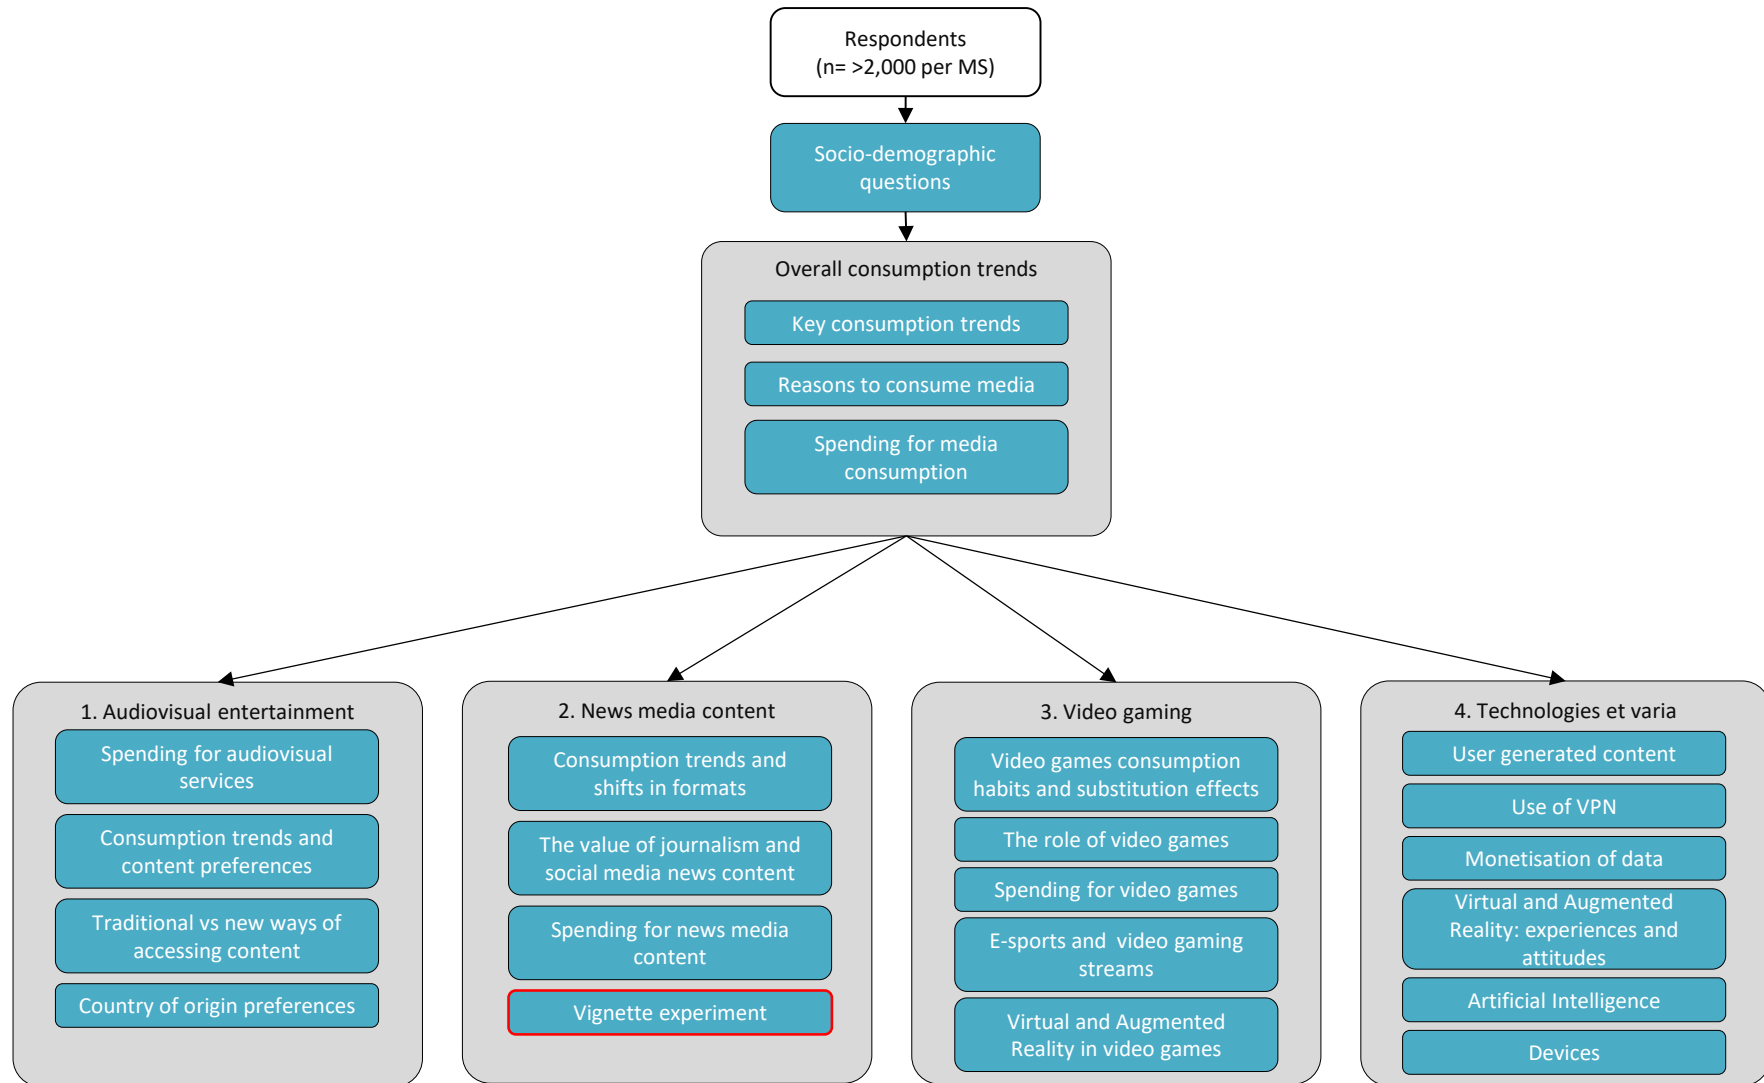 Respondents
(n= >2,000 per MS)
Socio-demographic
questions
Overall consumption trends
Key consumption trends
Reasons to consume media
Spending for media
consumption
1. Audiovisual entertainment
Spending for audiovisual
services
Consumption trends and
content preferences
Traditional vs new ways of
accessing content
Country of origin preferences
2. News media content
Consumption trends and
shifts in formats
The value of journalism and
social media news content
Spending for news media
content
Vignette experiment
3. Video gaming
Video games consumption
habits and substitution effects
The role of video games
Spending for video games
E-sports and  video gaming
streams
Virtual and Augmented
Reality in video games
4. Technologies et varia
User generated content
Use of VPN
Monetisation of data
Virtual and Augmented
Reality: experiences and
attitudes
Artificial Intelligence
Devices